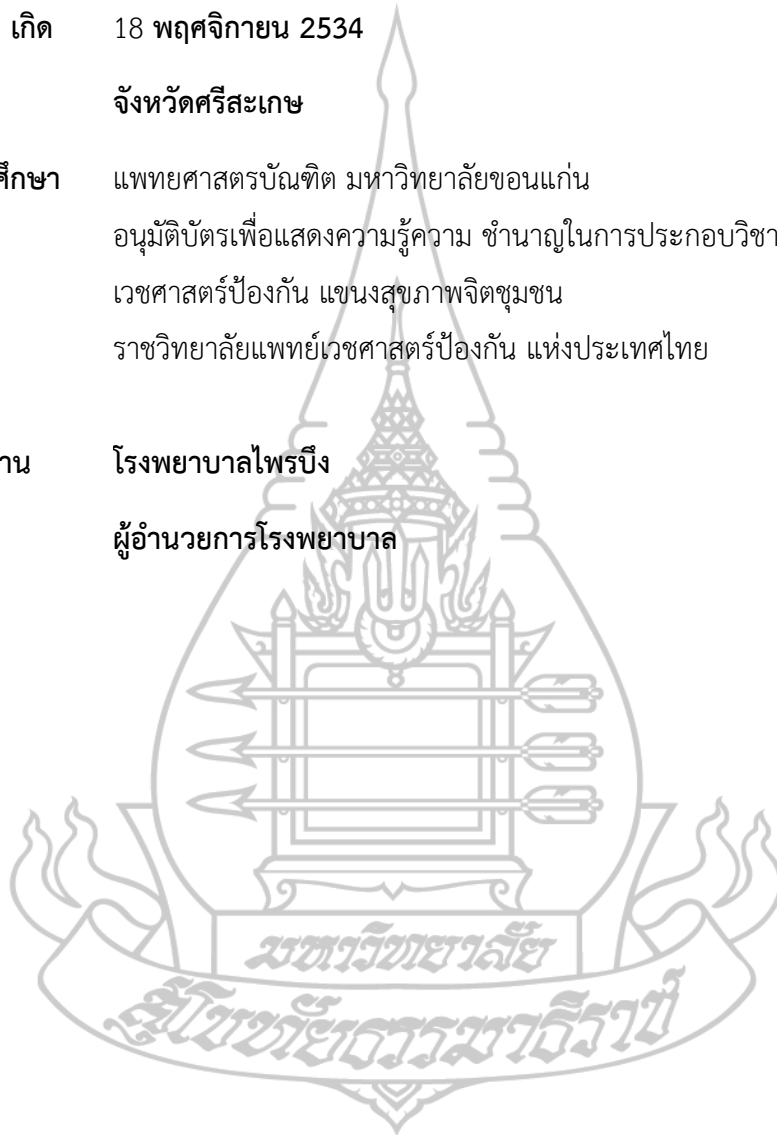 เกิด 18 พฤศจิกายน 2534
จังหวัดศรีสะเกษ
ศึกษา แพทยศาสตรบัณฑิต มหาวิทยาลัยขอนแก่น
อนุมัติบัตรเพื่อแสดงความรู้ความ ชำนาญในการประกอบวิชา
เวชศาสตร์ป้องกัน แขนงสุขภาพจิตชุมชน
ราชวิทยาลัยแพทย์เวชศาสตร์ป้องกัน แห่งประเทศไทย
าน โรงพยาบาลไพรบึง
ผู้อำนวยการโรงพยาบาล
มหาวิทยาลัย
สุโขทัยธรรมาธิราช